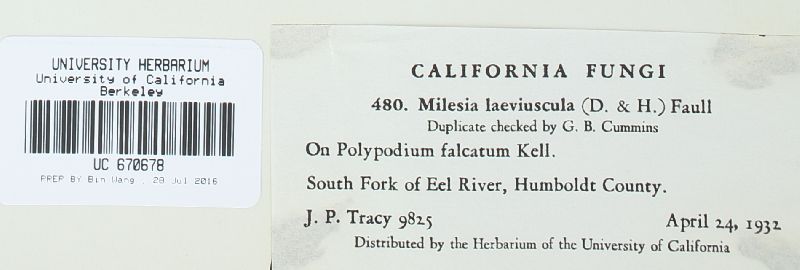 UNIVERSITY HERBARIUM
University of California
Berkeley
UC 670678
PREP BY Bin Wang , 28 Jul 2016
CALIFORNIA FUNGI
480. Milesia laeviuscula (D. & H.) Faull
Duplicate checked by G. B. Cummins
On Polypodium falcatum Kell.
South Fork of Eel River, Humboldt County.
J. P. Tracy 9825 April 24, 1932
Distributed by the Herbarium of the University of California